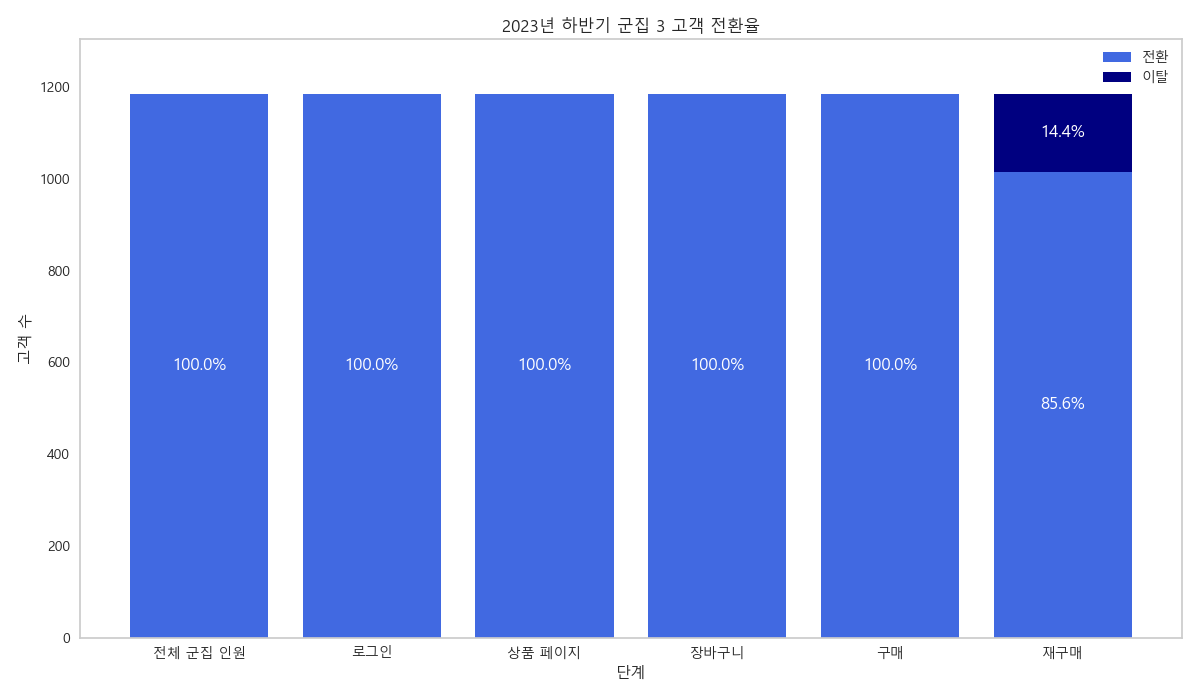 2023년 하반기 군집 3 고객 전환율
전환
이탈
고객 수
1200
1000
800
600
400
200
0
14.4%
100.0% 100.0% 100.0% 100.0% 100.0%
85.6%
전체 군집 인원 로그인 상품 페이지 장바구니 구매 재구매
단계